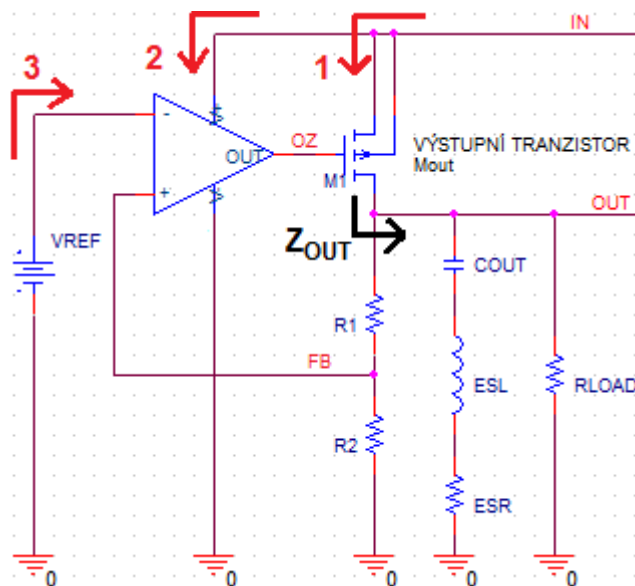 IN
3
2
1
-
+
OUT
OZ
M1
VÝSTUPNÍ TRANZISTOR
Mout
OUT
ZOUT
VREF
COUT
R1
FB
ESL
RLOAD
R2
ESR
0
0
0
0
0